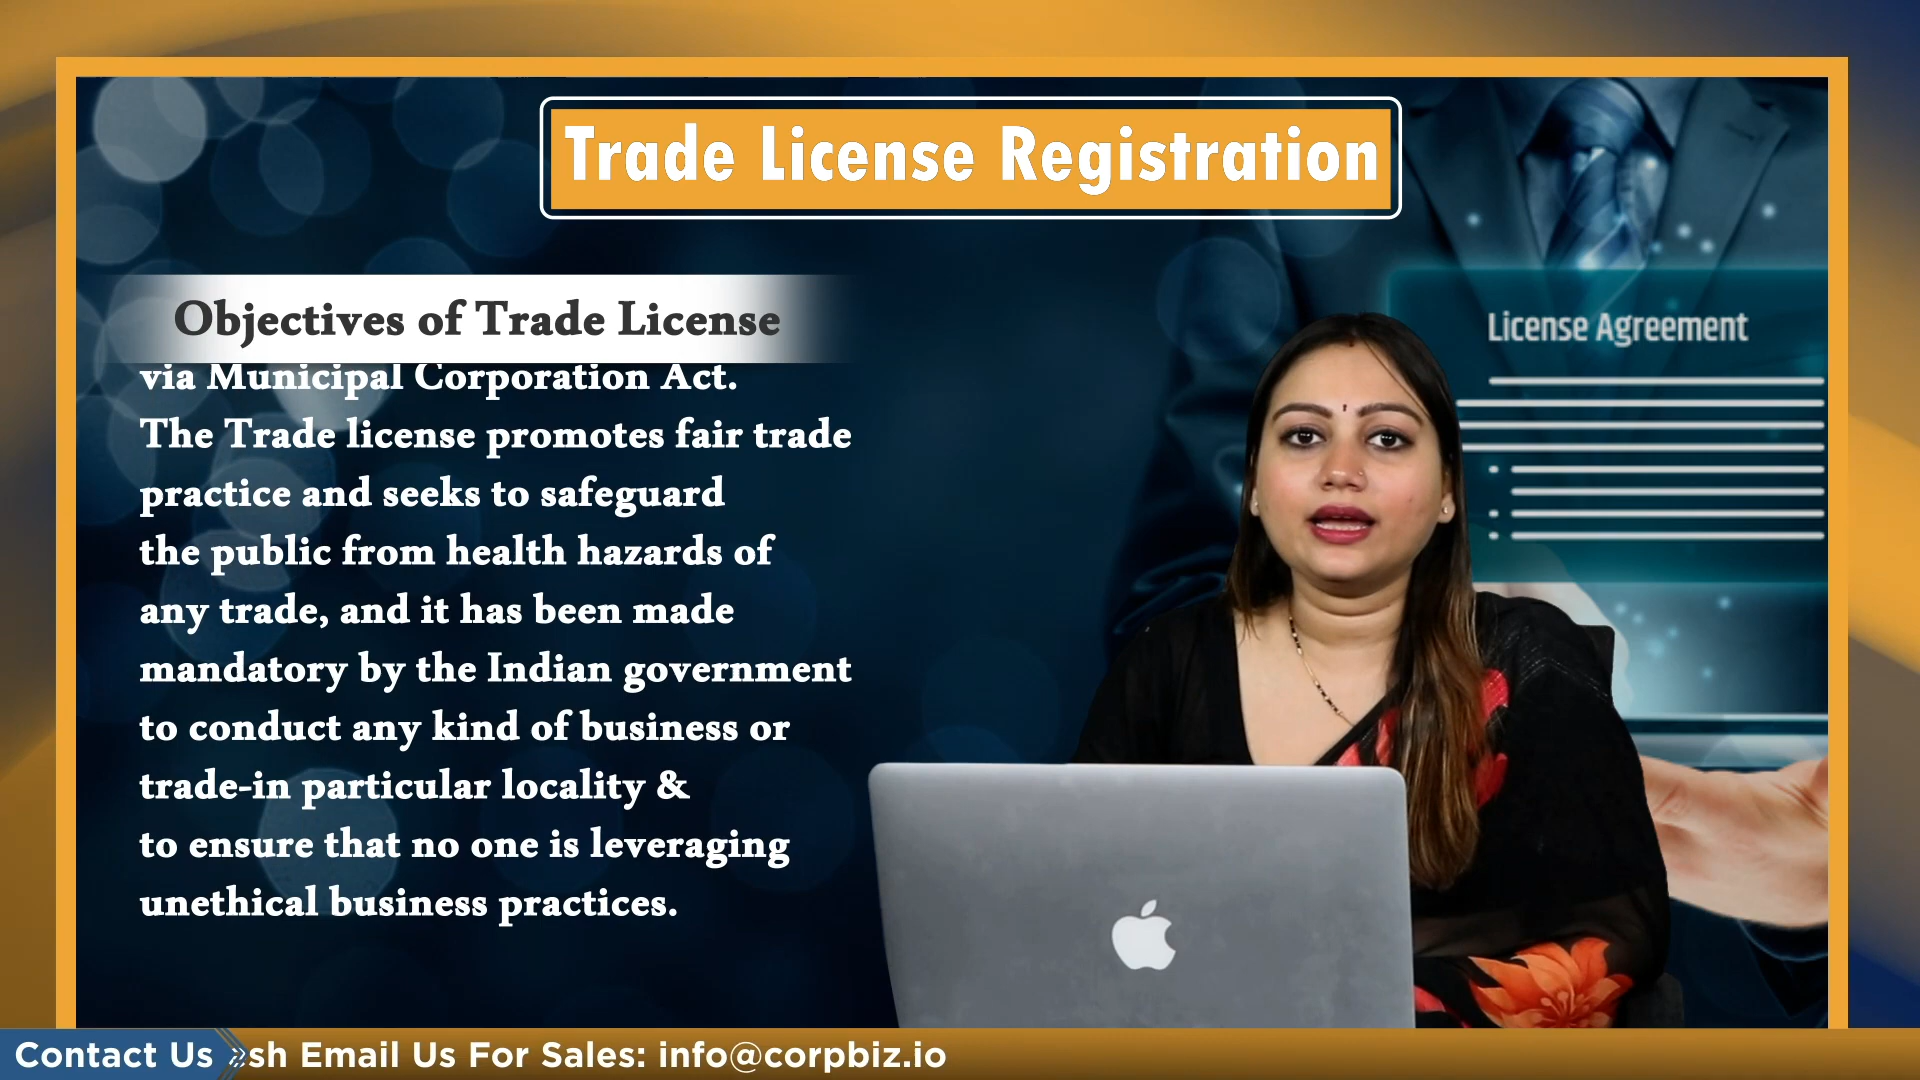 Trade License Registration
Objectives of Trade License
via Municipal Corporation Act.
The Trade license promotes fair trade
practice and seeks to safeguard
the public from health hazards of
any trade, and it has been made
mandatory by the Indian government
to conduct any kind of business or
trade-in particular locality &
to ensure that no one is leveraging
unethical business practices.
License Agreement
Contact Us
sh Email Us For Sales: info@corpbiz.io